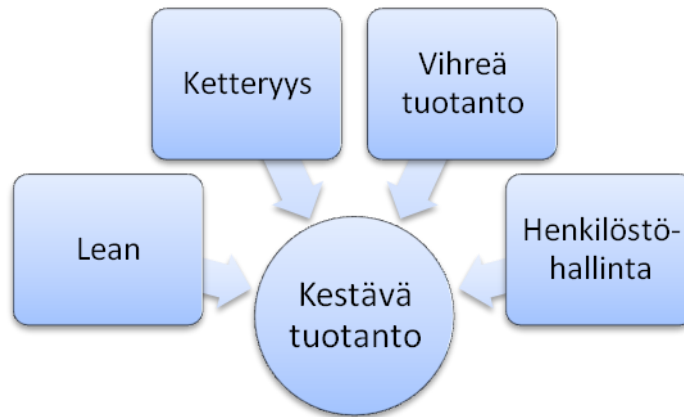 Ketteryys
Vihreä
tuotanto
Lean
Henkilöstö-
hallinta
Kestävä
tuotanto